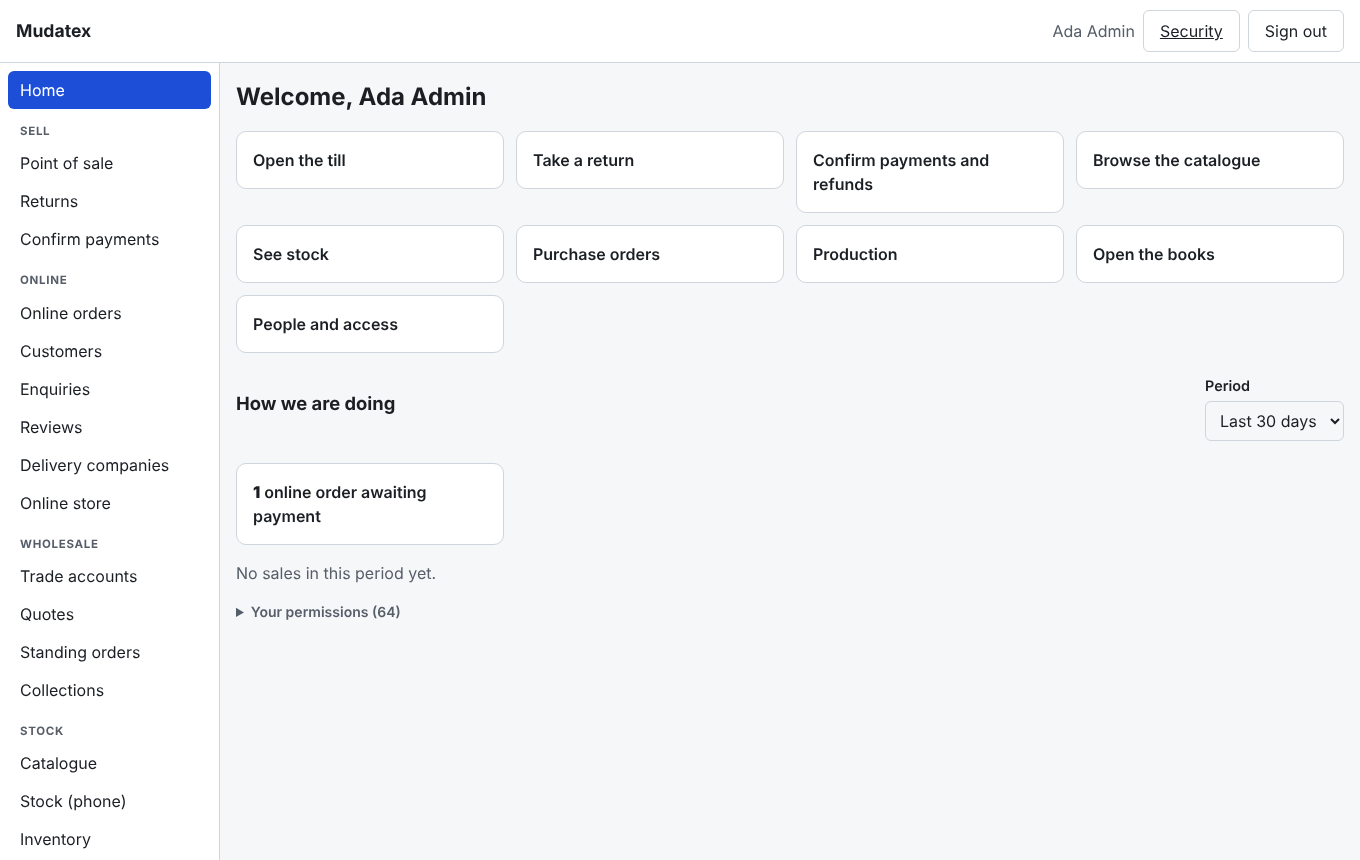 Mudatex
Ada Admin
Security
Sign out
Home
SELL
Point of sale
Returns
Confirm payments
ONLINE
Online orders
Customers
Enquiries
Reviews
Delivery companies
Online store
WHOLESALE
Trade accounts
Quotes
Standing orders
Collections
STOCK
Catalogue
Stock (phone)
Inventory
Welcome, Ada Admin
Open the till
Take a return
Confirm payments and
refunds
Browse the catalogue
See stock
Purchase orders
Production
Open the books
People and access
How we are doing
Period
Last 30 days
1 online order awaiting
payment
No sales in this period yet.
Your permissions (64)